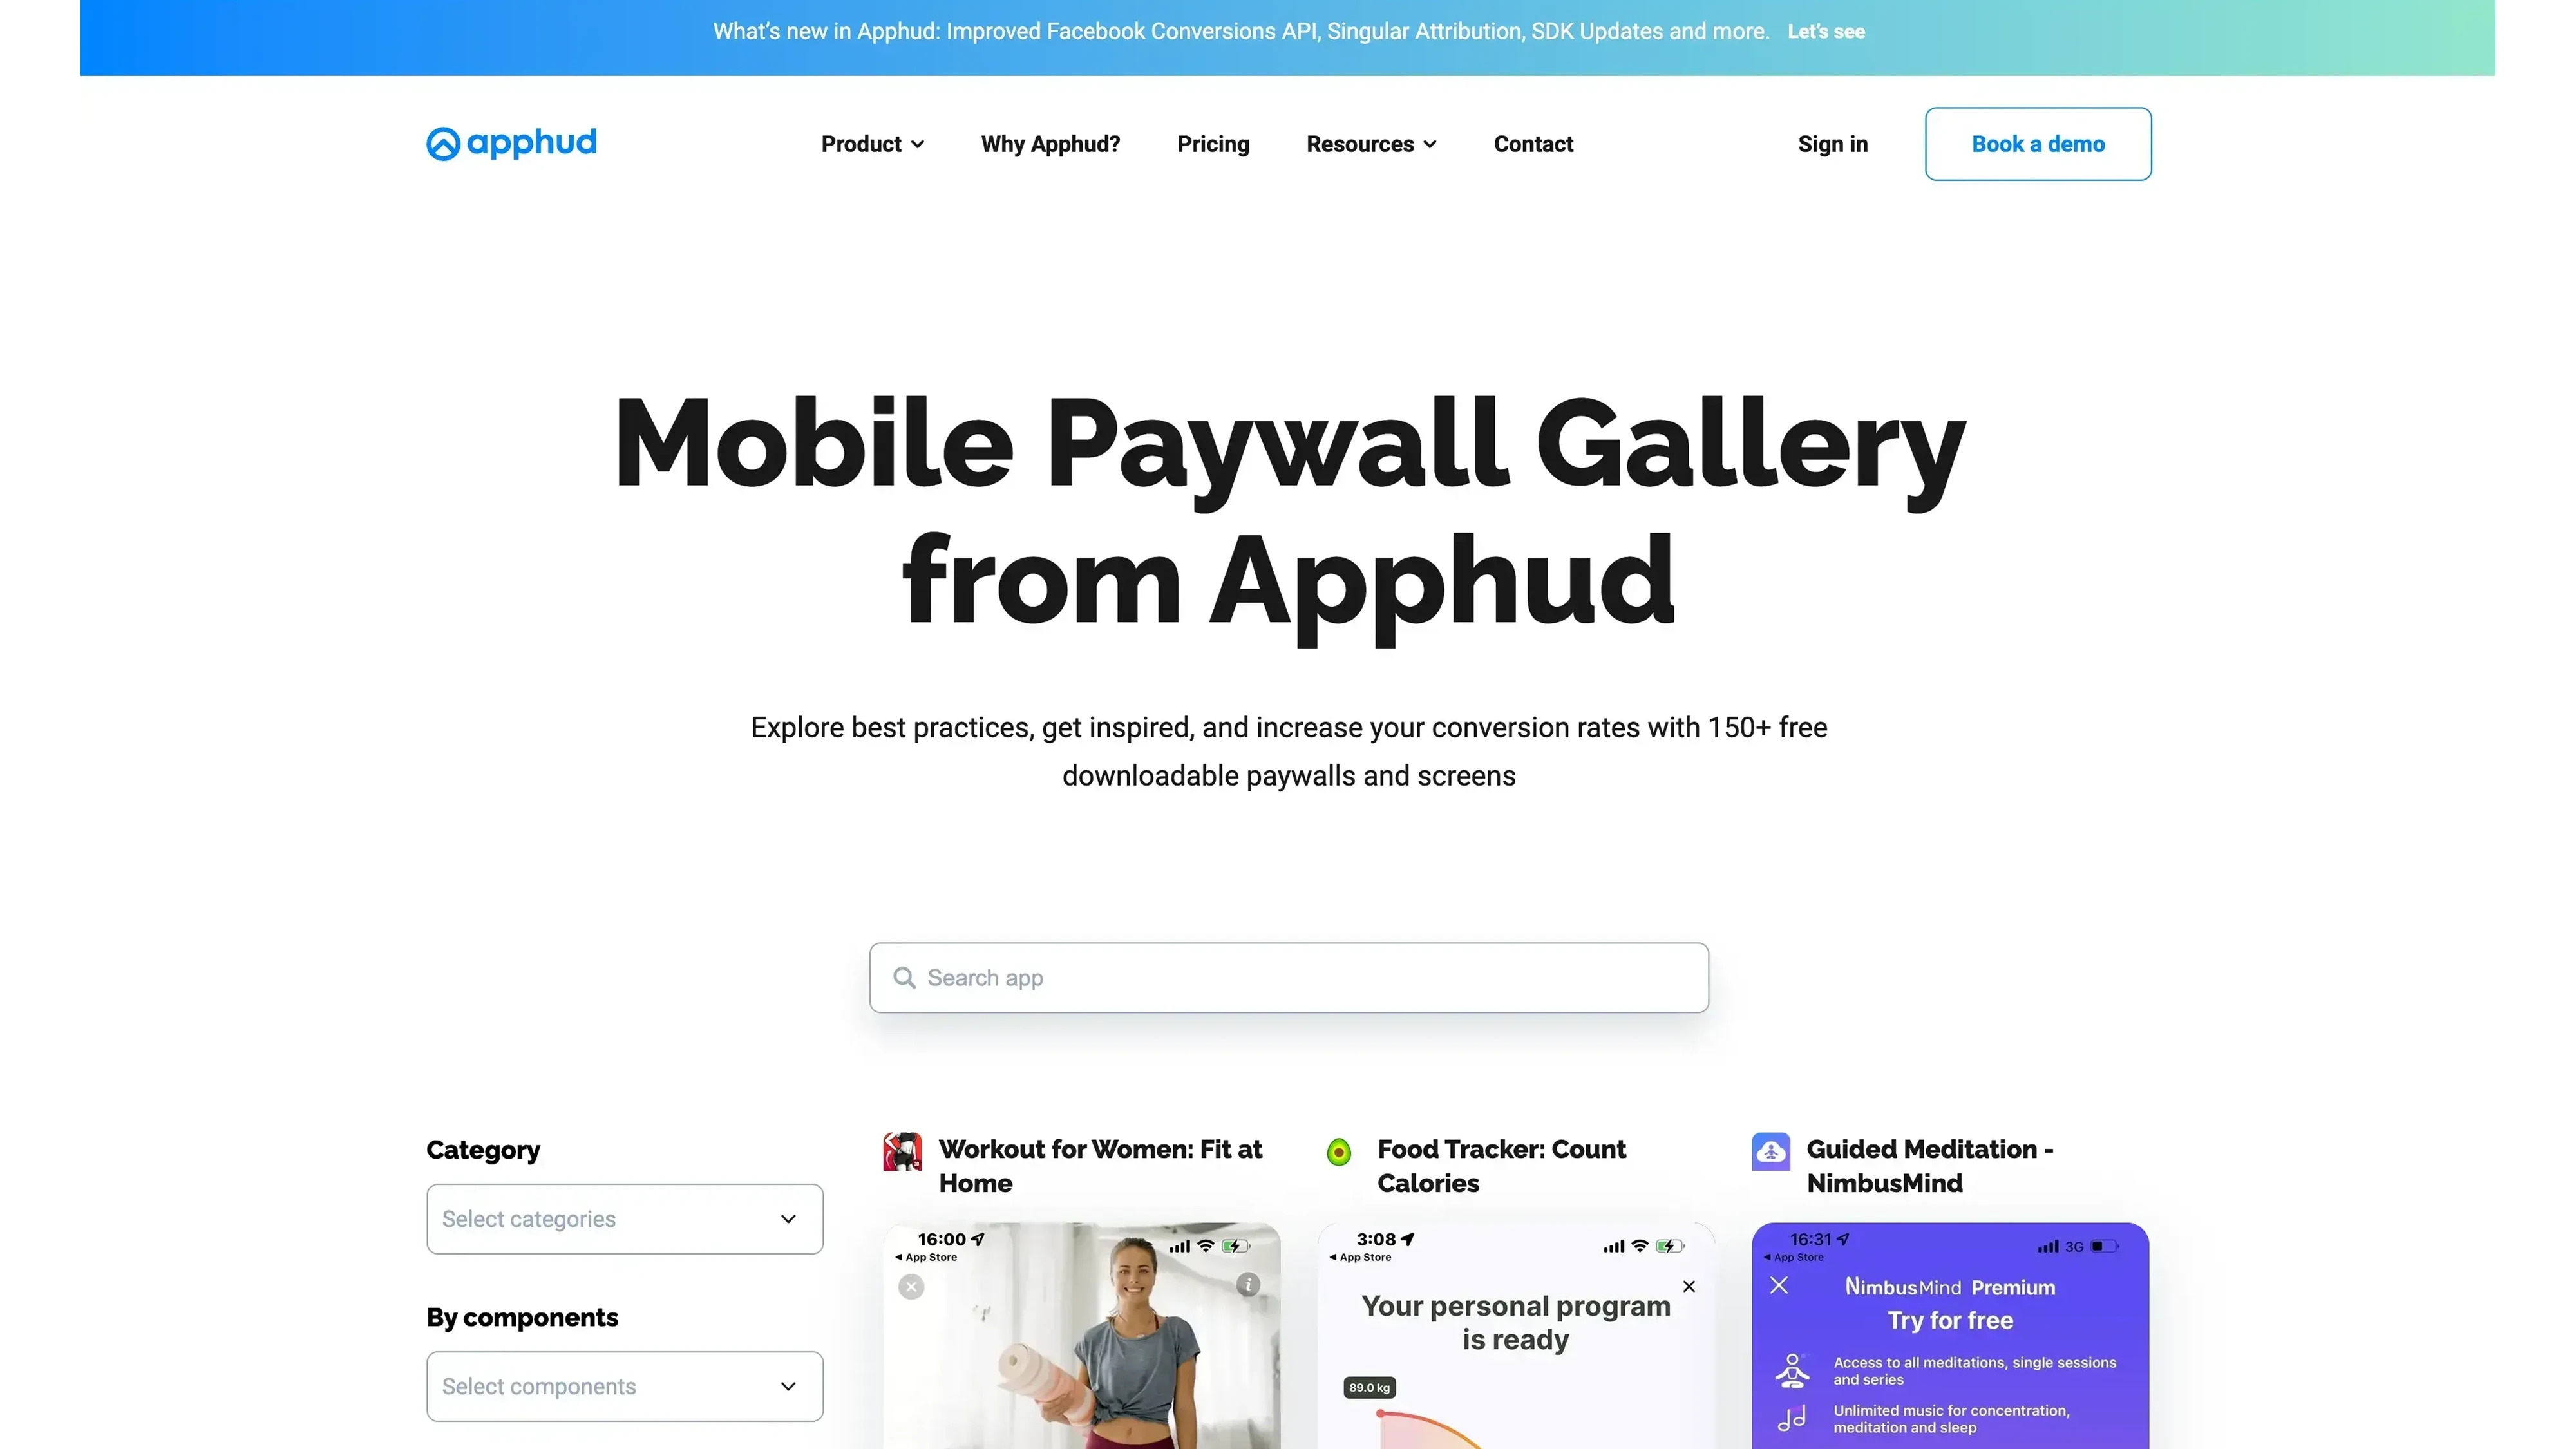 What's new in Apphud: Improved Facebook Conversions API, Singular Attribution, SDK Updates and more. Let's see
apphud
Product
Why Apphud?
Pricing
Resources
Contact
Sign in
Book a demo
Mobile Paywall Gallery
from Apphud
Explore best practices, get inspired, and increase your conversion rates with 150+ free
downloadable paywalls and screens
Search app
Category
Select categories
By components
Select components
Workout for Women: Fit at
Home
16:00
App Store
Food Tracker: Count
Calories
3:08
App Store
Your personal program
is ready
89.0 kg
Guided Meditation -
NimbusMind
16:31
3G
App Store
NimbusMind Premium
Try for free
Access to all meditations, single sessions
and series
Unlimited music for concentration,
meditation and sleep